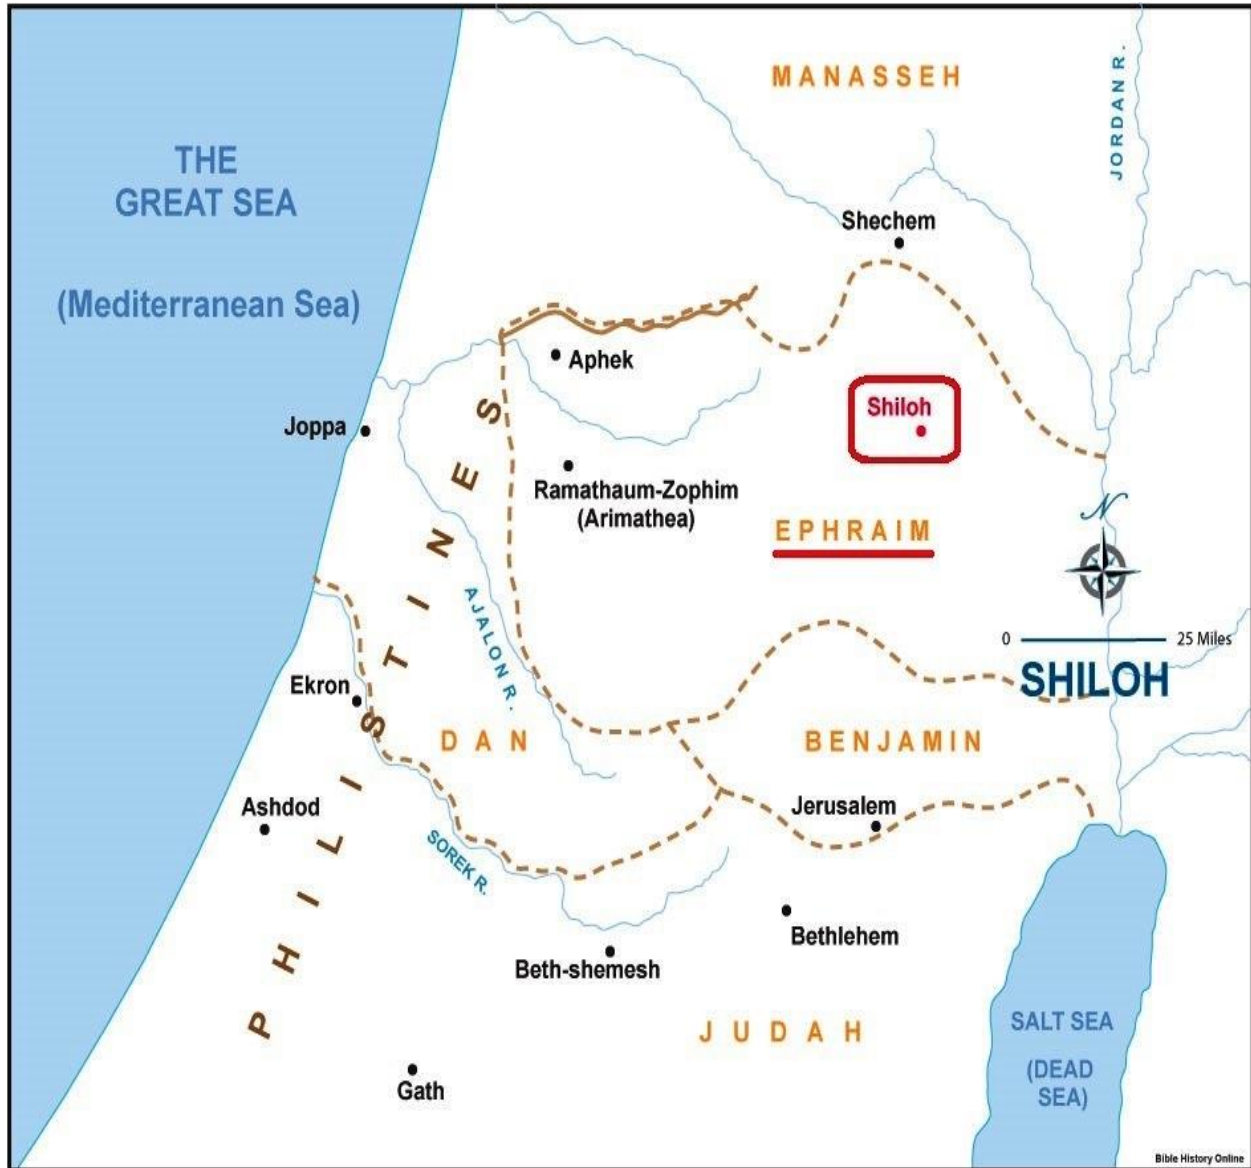 MANASSEH
JORDAN R.
THE
GREAT SEA
(Mediterranean Sea)
Shechem
Aphek
Shiloh
Joppa
Ramathaum-Zophim
(Arimathea)
EPHRAIM
N
PHILISTINES
AJALON R.
0 25 Miles
SHILOH
Ekron
DAN
BENJAMIN
Ashdod
Jerusalem
SOREK R.
Bethlehem
Beth-shemesh
JUDAH
SALT SEA
(DEAD
SEA)
Gath
Bible History Online